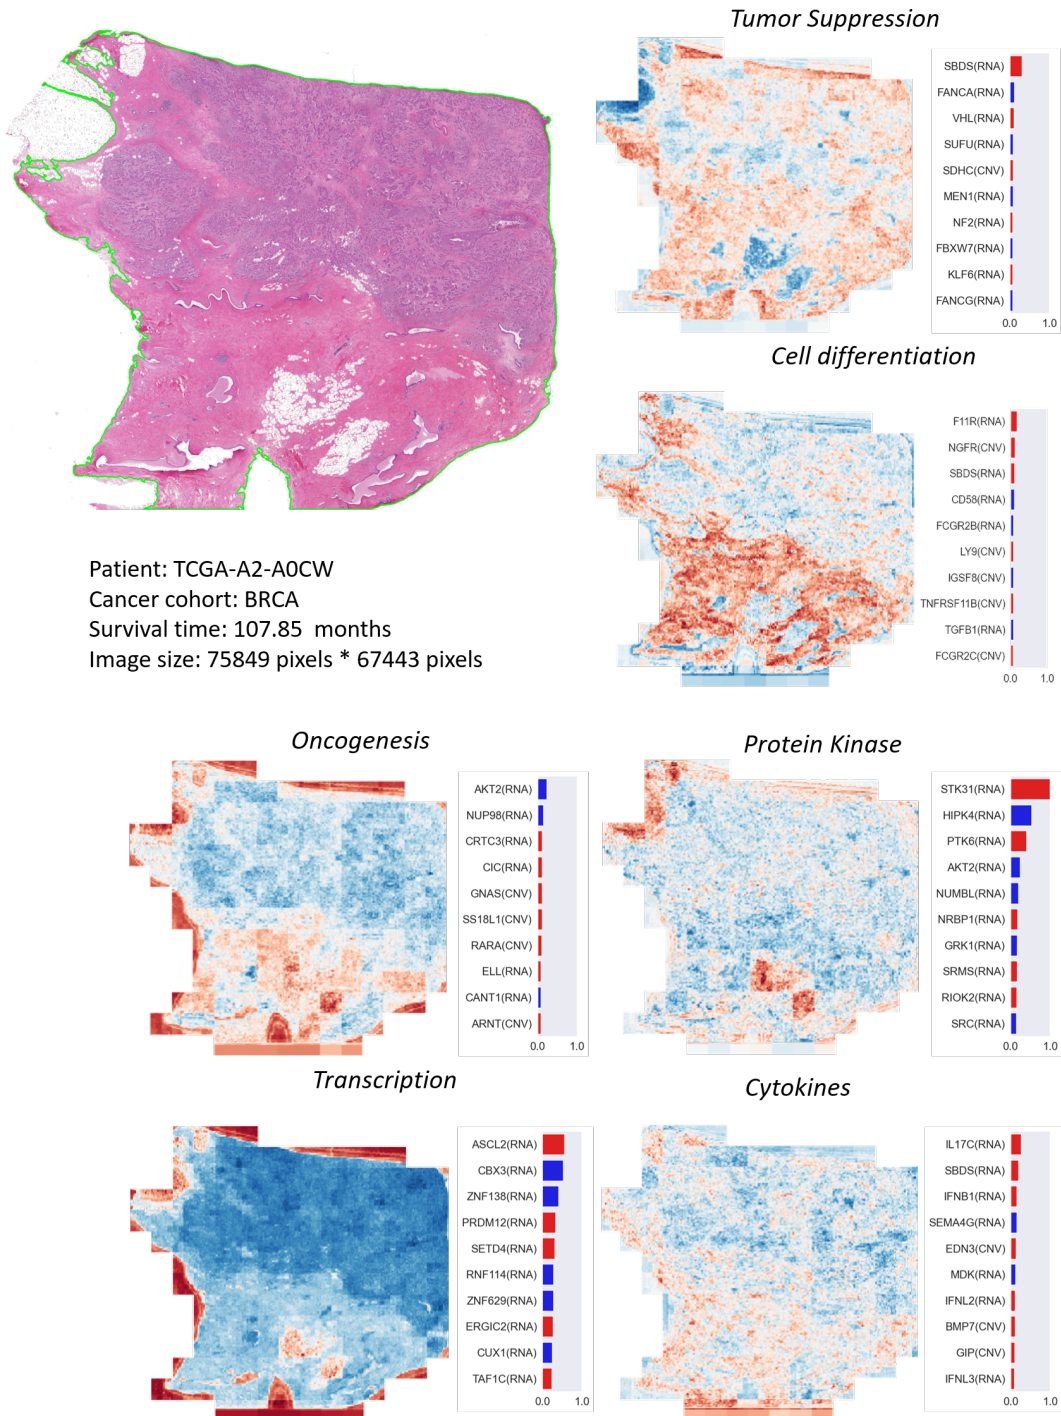 Tumor Suppression
SBDS(RNA)
FANCA(RNA)
VHL(RNA)
SUFU(RNA)
SDHC(CNV)
MEN1(RNA)
NF2(RNA)
FBXW7(RNA)
KLF6(RNA)
FANCG(RNA)
0.0 1.0
Cell differentiation
F11R(RNA)
NGFR(CNV)
SBDS(RNA)
CD58(RNA)
FCGR2B(RNA)
LY9(CNV)
IGSF8(CNV)
TNFRSF11B(CNV)
TGFB1(RNA)
FCGR2C(CNV)
0.0 1.0
Patient: TCGA-A2-A0CW
Cancer cohort: BRCA
Survival time: 107.85 months
Image size: 75849 pixels * 67443 pixels
Oncogenesis
AKT2(RNA)
NUP98(RNA)
CRTC3(RNA)
CIC(RNA)
GNAS(CNV)
SS18L1(CNV)
RARA(CNV)
ELL(RNA)
CANT1(RNA)
ARNT(CNV)
0.0 1.0
Protein Kinase
STK31(RNA)
HIPK4(RNA)
PTK6(RNA)
AKT2(RNA)
NUMBL(RNA)
NRBP1(RNA)
GRK1(RNA)
SRMS(RNA)
RIOK2(RNA)
SRC(RNA)
0.0 1.0
Transcription
ASCL2(RNA)
CBX3(RNA)
ZNF138(RNA)
PRDM12(RNA)
SETD4(RNA)
RNF114(RNA)
ZNF629(RNA)
ERGIC2(RNA)
CUX1(RNA)
TAF1C(RNA)
0.0 1.0
Cytokines
IL17C(RNA)
SBDS(RNA)
IFNB1(RNA)
SEMA4G(RNA)
EDN3(CNV)
MDK(RNA)
IFNL2(RNA)
BMP7(CNV)
GIP(CNV)
IFNL3(RNA)
0.0 1.0